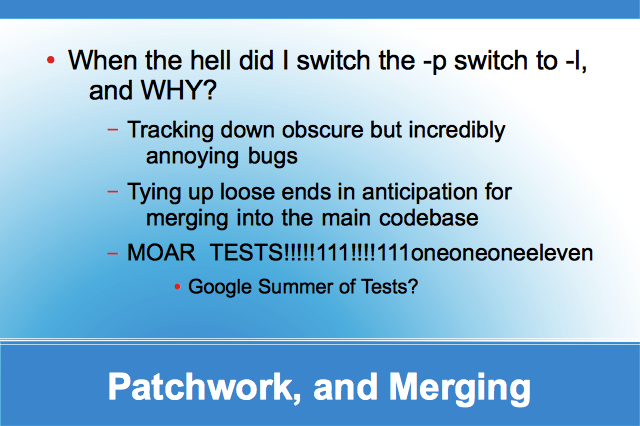 • When the hell did I switch the -p switch to -l,
and WHY?
– Tracking down obscure but incredibly
annoying bugs
– Tying up loose ends in anticipation for
merging into the main codebase
– MOAR TESTS!!!!!111!!!!111oneoneoneeleven
• Google Summer of Tests?
Patchwork, and Merging